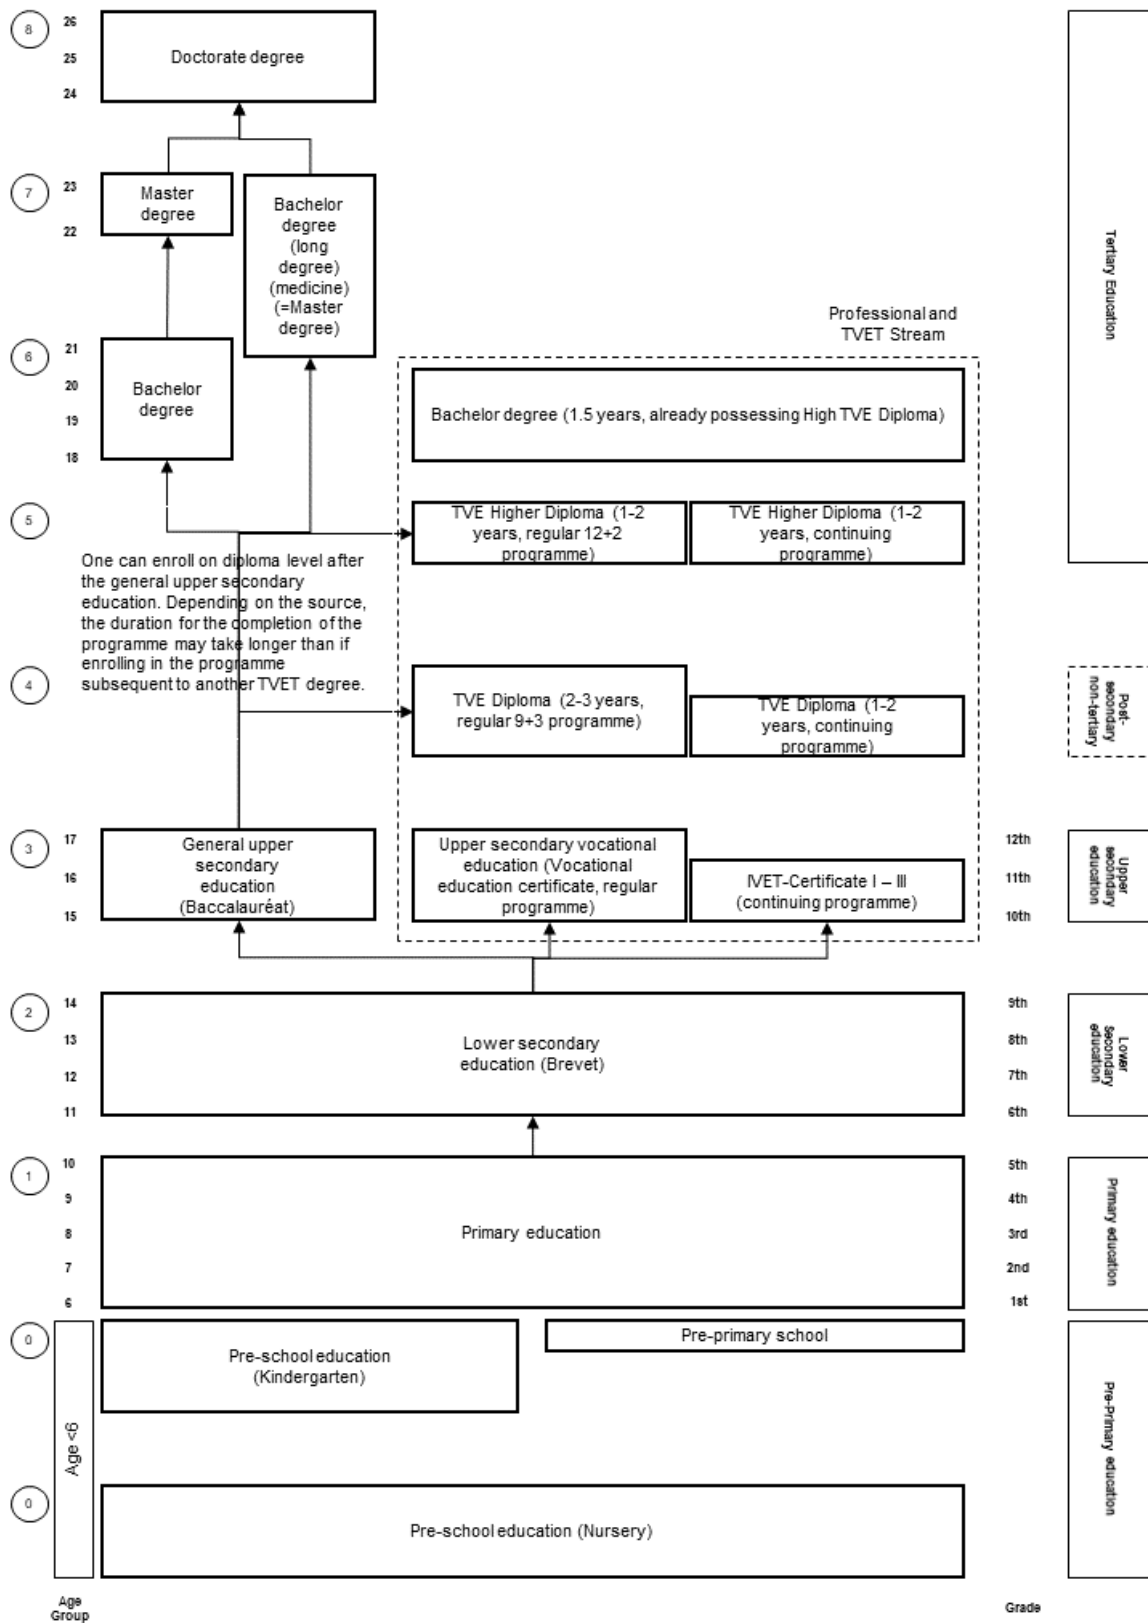 8
26
25
24
Doctorate degree
7
23
22
Master
degree
Bachelor
degree
(long
degree)
(medicine)
(=Master
degree)
Tertiary Education
Professional and
TVET Stream
6
21
20
19
18
Bachelor
degree
Bachelor degree (1.5 years, already possessing High TVE Diploma)
5
TVE Higher Diploma (1-2
years, regular 12+2
programme)
TVE Higher Diploma (1-2
years, continuing
programme)
One can enroll on diploma level after
the general upper secondary
education. Depending on the source,
the duration for the completion of the
programme may take longer than if
enrolling in the programme
subsequent to another TVET degree.
4
TVE Diploma (2-3 years,
regular 9+3 programme)
TVE Diploma (1-2
years, continuing
programme)
Post-
secondary
non-tertiary
3
17
16
15
General upper
secondary
education
(Baccalauréat)
Upper secondary vocational
education (Vocational
education certificate, regular
programme)
IVET-Certificate I – III
(continuing programme)
12th
11th
10th
Upper
secondary
education
2
14
13
12
11
Lower secondary
education (Brevet)
9th
8th
7th
6th
Lower
secondary
education
1
10
9
8
7
6
Primary education
5th
4th
3rd
2nd
1st
Primary education
0
Age <6
Pre-school education
(Kindergarten)
Pre-primary school
Pre-Primary education
0
Pre-school education (Nursery)
Age
Group
Grade